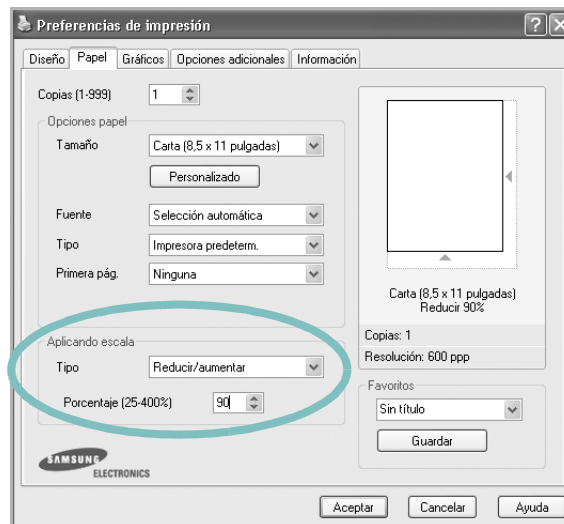 Preferencias de impresión
Diseño Papel Gráficos Opciones adicionales Información
Copias (1-999) 1
Opciones papel
Tamaño Carta (8,5 x 11 pulgadas)
Personalizado
Fuente Selección automática
Tipo Impresora predeterm.
Primera pág. Ninguna
Aplicando escala
Tipo Reducir/aumentar
Porcentaje (25-400%) 90
SAMSUNG
ELECTRONICS
Carta (8,5 x 11 pulgadas)
Reducir 90%
Copias: 1
Resolución: 600 ppp
Favoritos
Sin título
Guardar
Aceptar Cancelar Ayuda